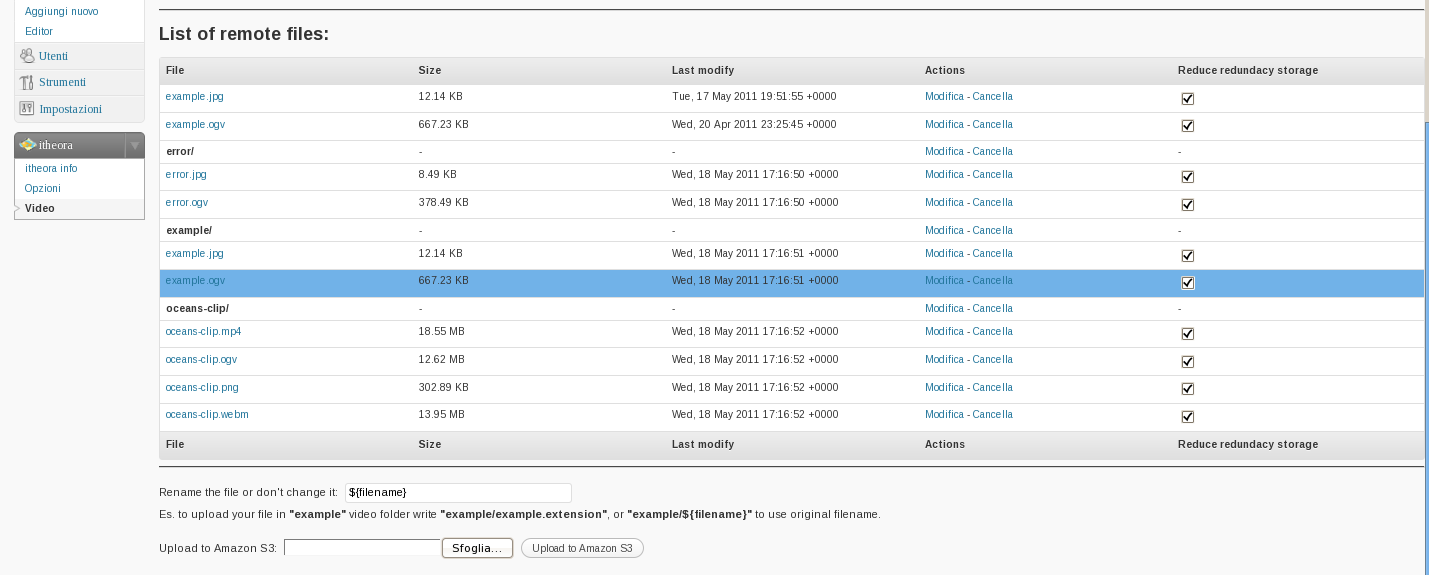 Aggiungi nuovo
Editor
Utenti
Strumenti
Impostazioni
itheora
itheora info
Opzioni
Video
List of remote files:
File Size Last modify Actions Reduce redundacy storage
example.jpg 12.14 KB Tue, 17 May 2011 19:51:55 +0000 Modifica - Cancella
example.ogv 667.23 KB Wed, 20 Apr 2011 23:25:45 +0000 Modifica - Cancella
error/ - - Modifica - Cancella -
error.jpg 8.49 KB Wed, 18 May 2011 17:16:50 +0000 Modifica - Cancella
error.ogv 378.49 KB Wed, 18 May 2011 17:16:50 +0000 Modifica - Cancella
example/ - - Modifica - Cancella -
example.jpg 12.14 KB Wed, 18 May 2011 17:16:51 +0000 Modifica - Cancella
example.ogv 667.23 KB Wed, 18 May 2011 17:16:51 +0000 Modifica - Cancella
oceans-clip/ - - Modifica - Cancella -
oceans-clip.mp4 18.55 MB Wed, 18 May 2011 17:16:52 +0000 Modifica - Cancella
oceans-clip.ogv 12.62 MB Wed, 18 May 2011 17:16:52 +0000 Modifica - Cancella
oceans-clip.png 302.89 KB Wed, 18 May 2011 17:16:52 +0000 Modifica - Cancella
oceans-clip.webm 13.95 MB Wed, 18 May 2011 17:16:52 +0000 Modifica - Cancella
File Size Last modify Actions Reduce redundacy storage
Rename the file or don't change it: ${filename}
Es. to upload your file in "example" video folder write "example/example.extension", or "example/${filename}" to use original filename.
Upload to Amazon S3: Sfoglia... Upload to Amazon S3